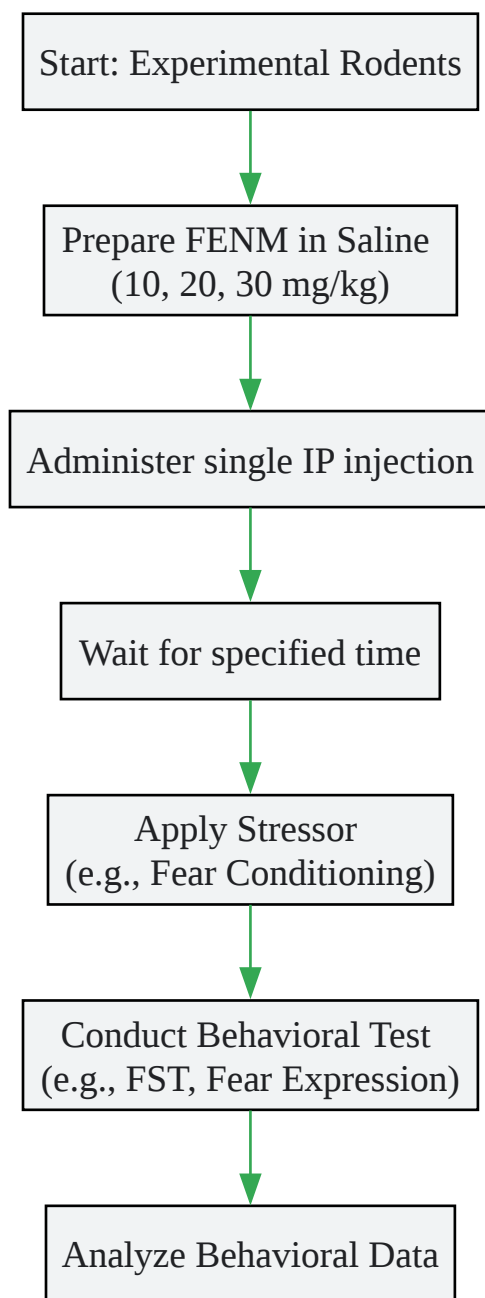 Start: Experimental Rodents
Prepare FENM in Saline
(10, 20, 30 mg/kg)
Administer single IP injection
Wait for specified time
Apply Stressor
(e.g., Fear Conditioning)
Conduct Behavioral Test
(e.g., FST, Fear Expression)
Analyze Behavioral Data